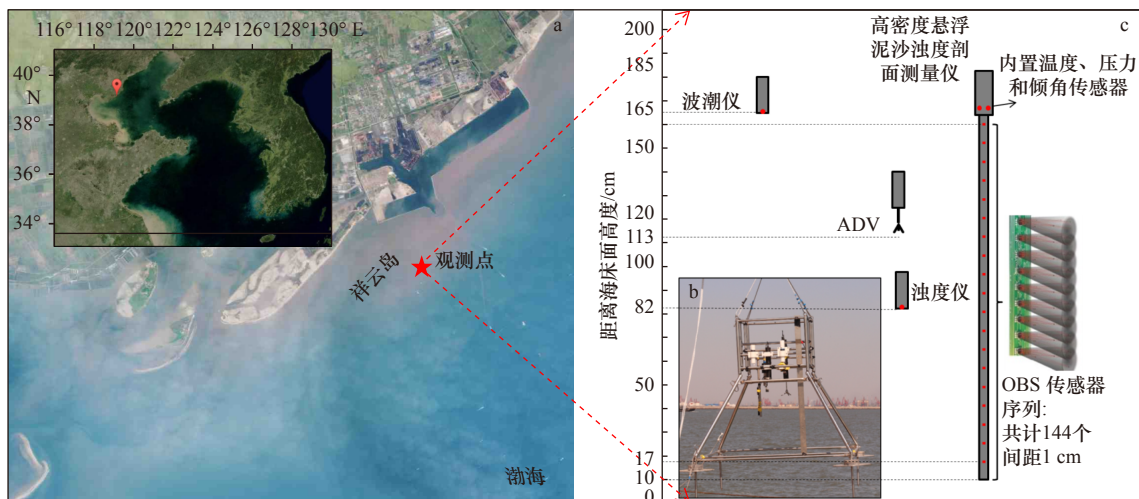 116° 118° 120° 122° 124° 126° 128° 130° E
40°
N
38°
36°
34°
a
祥云岛
观测点
渤海
b
c
距离海床面高度/cm
200
185
165
150
120
113
100
82
50
17
10
0
波潮仪
高密度悬浮
泥沙浊度剖
面测量仪
内置温度、压力
和倾角传感器
ADV
浊度仪
OBS 传感器
序列:
共计144个
间距1 cm